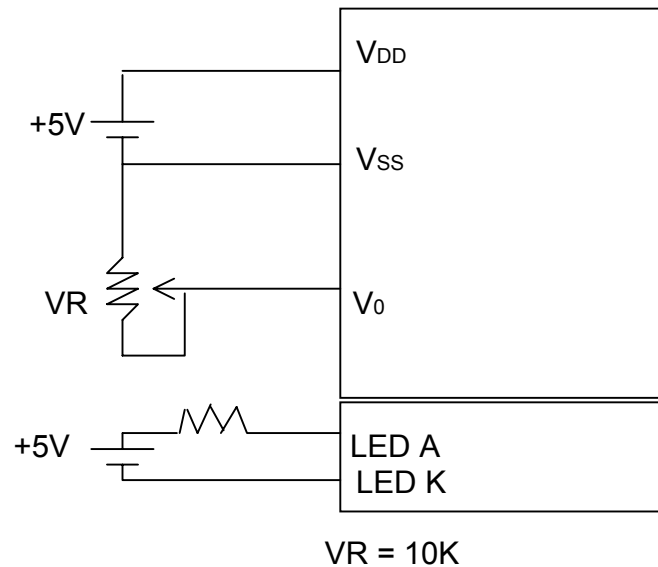 VDD
+5V
VSS
VR
V0
+5V
LED A
LED K
VR = 10K